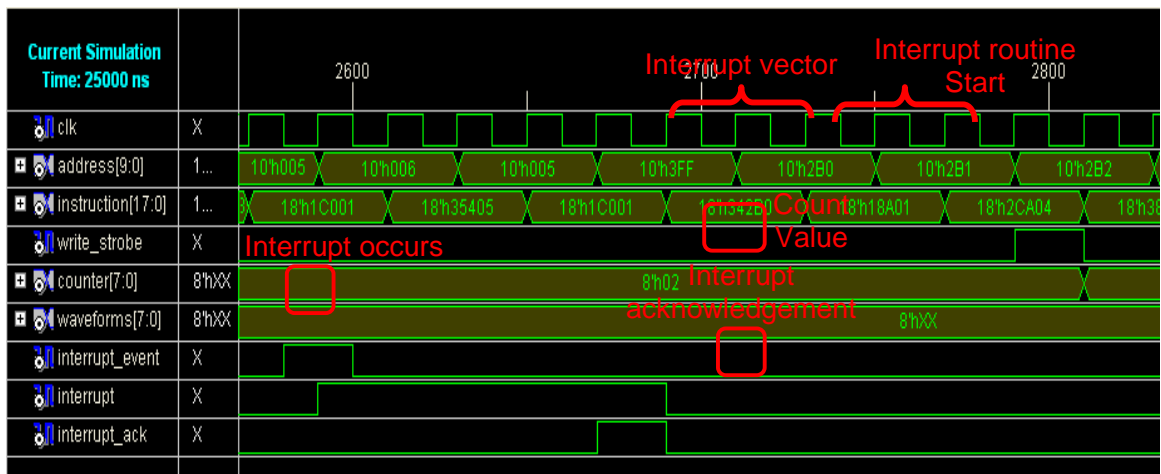 Current Simulation
Time: 25000 ns
2600
2700
2800
Interrupt vector
Interrupt routine
Start
clk X
address[9:0] 1... 10'h005 10'h006 10'h005 10'h3FF 10'h2B0 10'h2B1 10'h2B2
instruction[17:0] 1... 18'h1C001 18'h35405 18'h1C001 18'h342B0 18'h18A01 18'h2CA04
Count
write_strobe X
Interrupt occurs
Value
counter[7:0] 8'hXX 8'h02
Interrupt
acknowledgement
waveforms[7:0] 8'hXX 8'hXX
interrupt_event X
interrupt X
interrupt_ack X